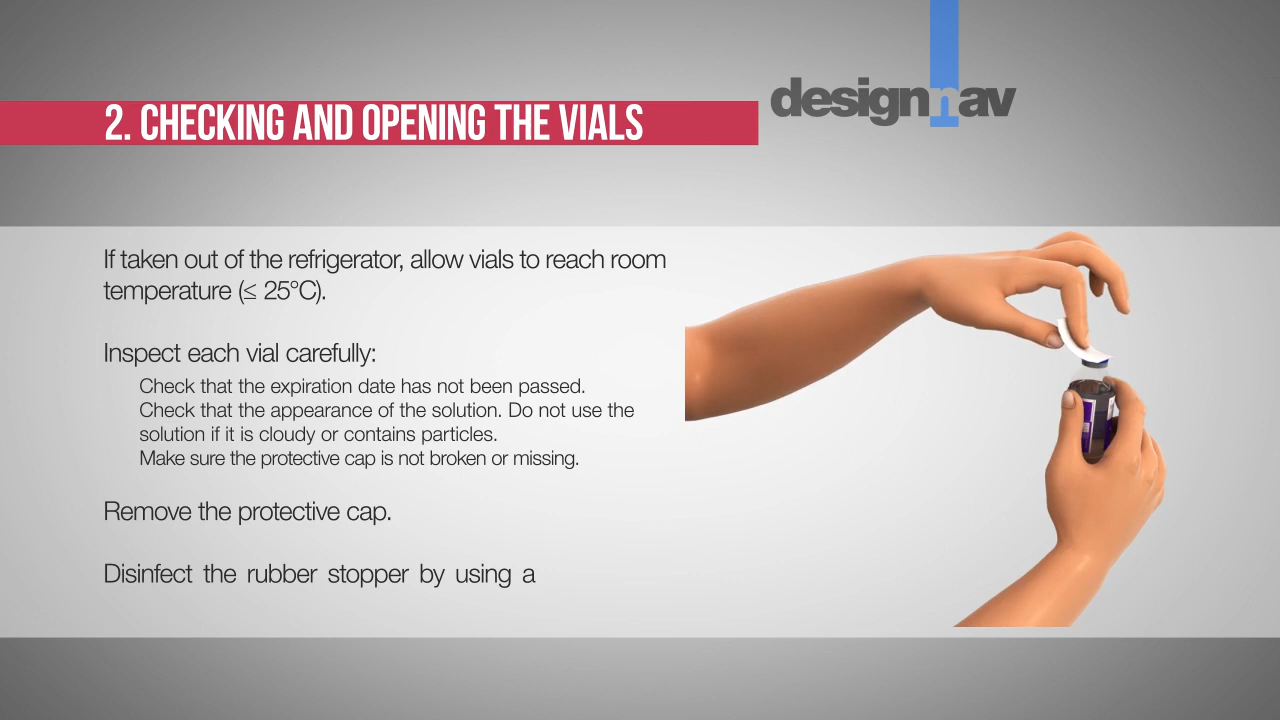 2. CHECKING AND OPENING THE VIALS
designnav
If taken out of the refrigerator, allow vials to reach room
temperature (≤ 25°C).
Inspect each vial carefully:
Check that the expiration date has not been passed.
Check that the appearance of the solution. Do not use the
solution if it is cloudy or contains particles.
Make sure the protective cap is not broken or missing.
Remove the protective cap.
Disinfect the rubber stopper by using a